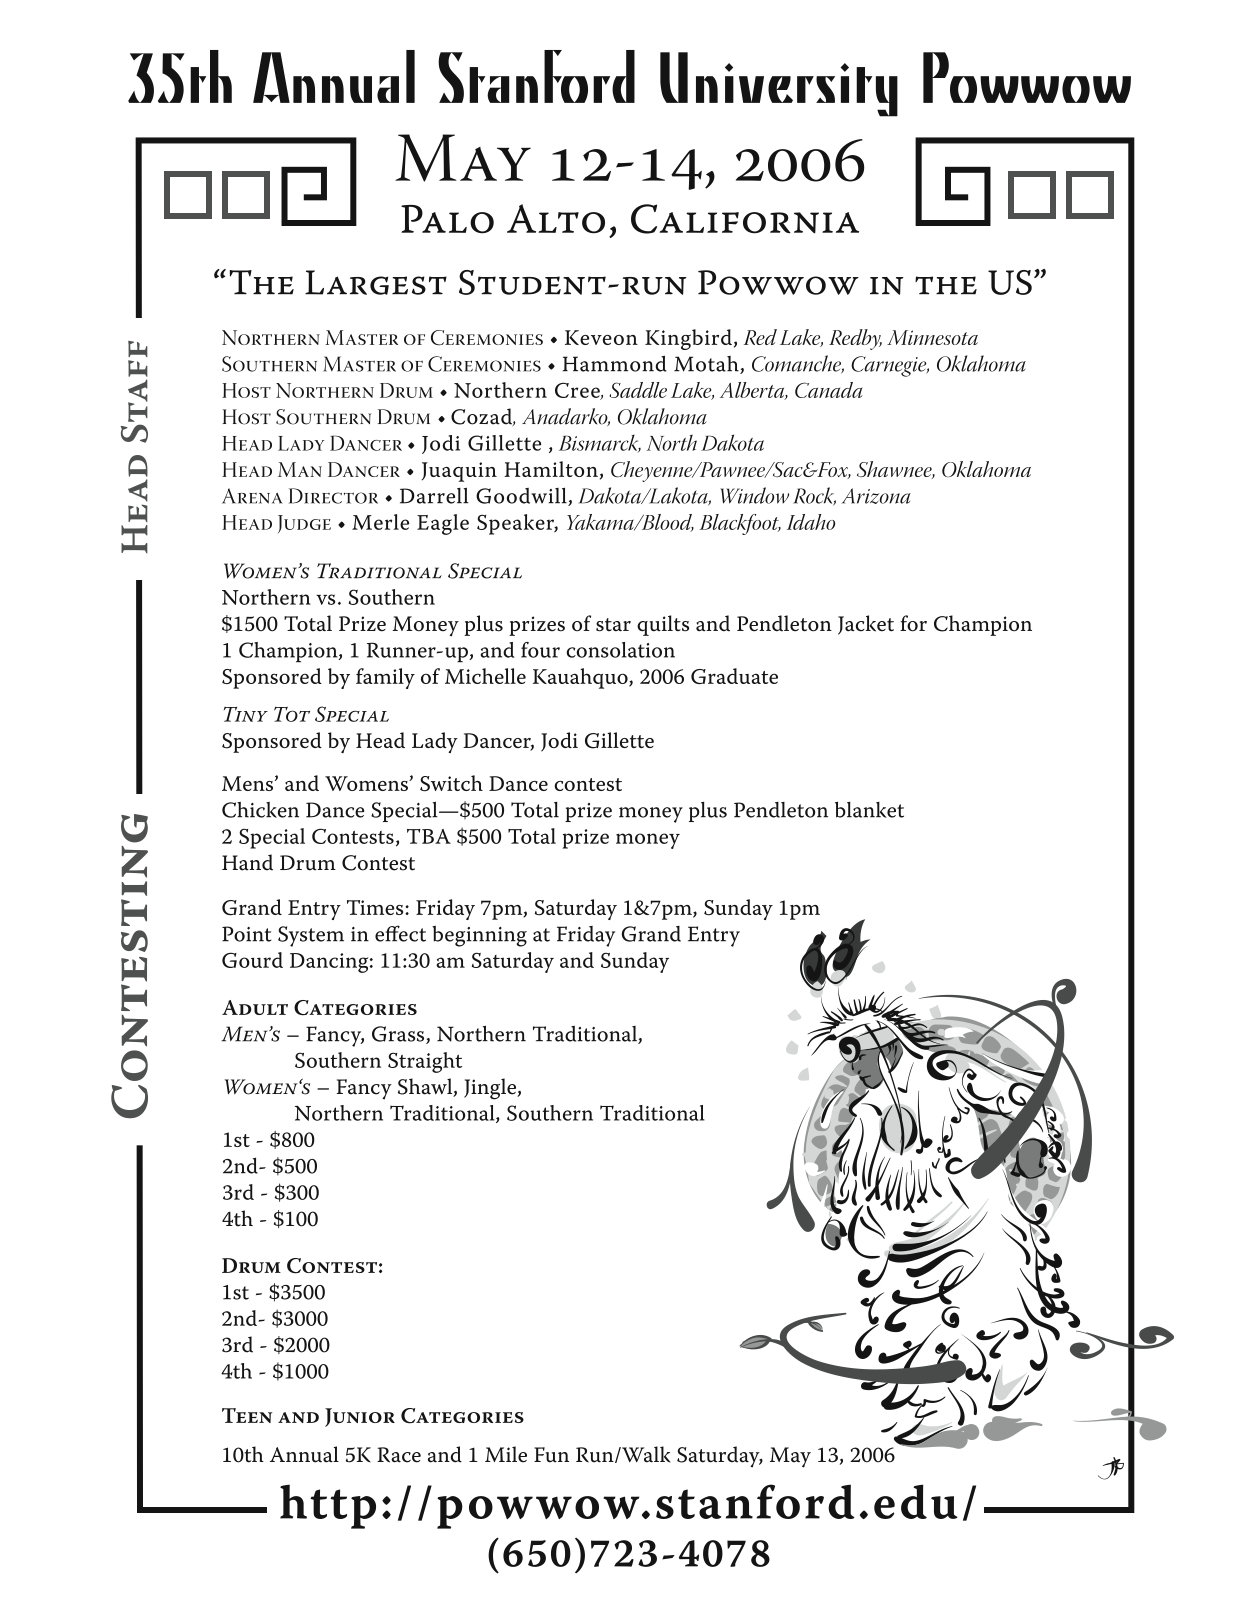 35th Annual Stanford University Powwow
May 12-14, 2006
Palo Alto, California
“The Largest Student-run Powwow in the US”
Head Staff
Northern Master of Ceremonies • Keveon Kingbird, Red Lake, Redby, Minnesota
Southern Master of Ceremonies • Hammond Motah, Comanche, Carnegie, Oklahoma
Host Northern Drum • Northern Cree, Saddle Lake, Alberta, Canada
Host Southern Drum • Cozad, Anadarko, Oklahoma
Head Lady Dancer • Jodi Gillette , Bismarck, North Dakota
Head Man Dancer • Juaquin Hamilton, Cheyenne/Pawnee/Sac&Fox, Shawnee, Oklahoma
Arena Director • Darrell Goodwill, Dakota/Lakota, Window Rock, Arizona
Head Judge • Merle Eagle Speaker, Yakama/Blood, Blackfoot, Idaho
Contesting
Women’s Traditional Special
Northern vs. Southern
$1500 Total Prize Money plus prizes of star quilts and Pendleton Jacket for Champion
1 Champion, 1 Runner-up, and four consolation
Sponsored by family of Michelle Kauahquo, 2006 Graduate
Tiny Tot Special
Sponsored by Head Lady Dancer, Jodi Gillette
Mens’ and Womens’ Switch Dance contest
Chicken Dance Special—$500 Total prize money plus Pendleton blanket
2 Special Contests, TBA $500 Total prize money
Hand Drum Contest
Grand Entry Times: Friday 7pm, Saturday 1&7pm, Sunday 1pm
Point System in effect beginning at Friday Grand Entry
Gourd Dancing: 11:30 am Saturday and Sunday
Adult Categories
Men’s – Fancy, Grass, Northern Traditional,
Southern Straight
Women‘s – Fancy Shawl, Jingle,
Northern Traditional, Southern Traditional
1st - $800
2nd- $500
3rd - $300
4th - $100
Drum Contest:
1st - $3500
2nd- $3000
3rd - $2000
4th - $1000
Teen and Junior Categories
10th Annual 5K Race and 1 Mile Fun Run/Walk Saturday, May 13, 2006
http://powwow.stanford.edu/
(650)723-4078